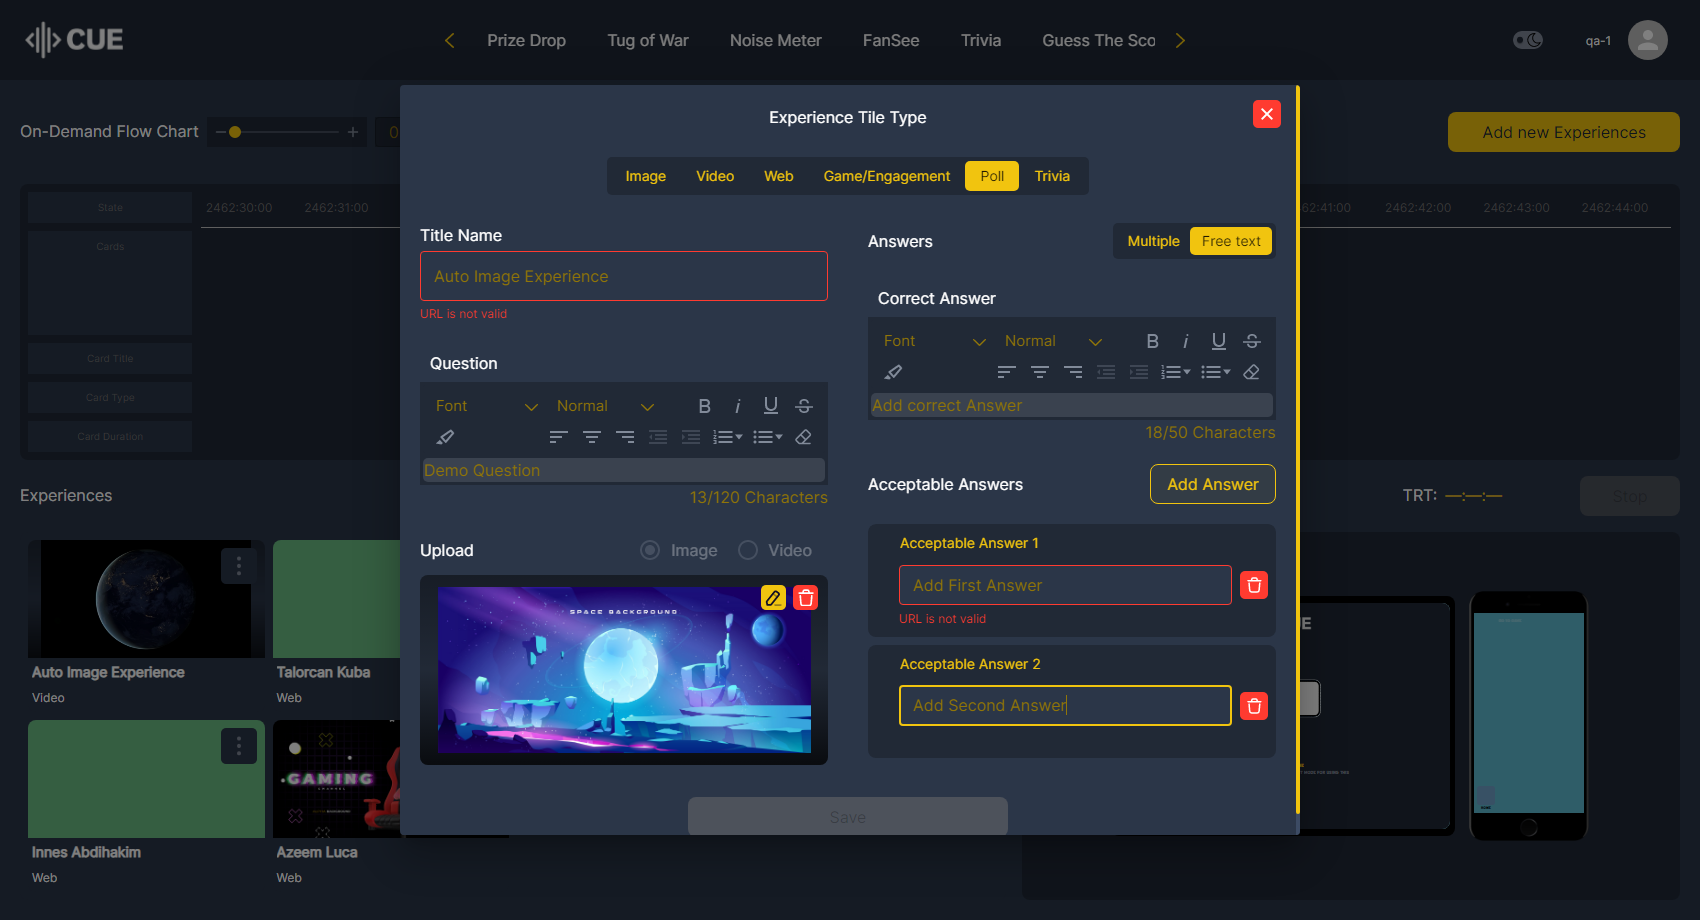 CUE
Prize Drop
Tug of War
Noise Meter
FanSee
Trivia
Guess The Sco
qa-1
On-Demand Flow Chart
0
Add new Experiences
State
2462:30:00
2462:31:00
62:41:00
2462:42:00
2462:43:00
2462:44:00
Cards
Card Title
Card Type
Card Duration
Experiences
TRT: —:—:—
Stop
Auto Image Experience
Video
Talorcan Kuba
Web
GAMING
Innes Abdihakim
Web
Azeem Luca
Web
Experience Tile Type
Image
Video
Web
Game/Engagement
Poll
Trivia
Title Name
Auto Image Experience
URL is not valid
Question
Font
Normal
B
i
U
S
Demo Question
13/120 Characters
Upload
Image
Video
SPACE BACKGROUND
Answers
Multiple
Free text
Correct Answer
Font
Normal
B
i
U
S
Add correct Answer
18/50 Characters
Acceptable Answers
Add Answer
Acceptable Answer 1
Add First Answer
URL is not valid
Acceptable Answer 2
Add Second Answer
Save